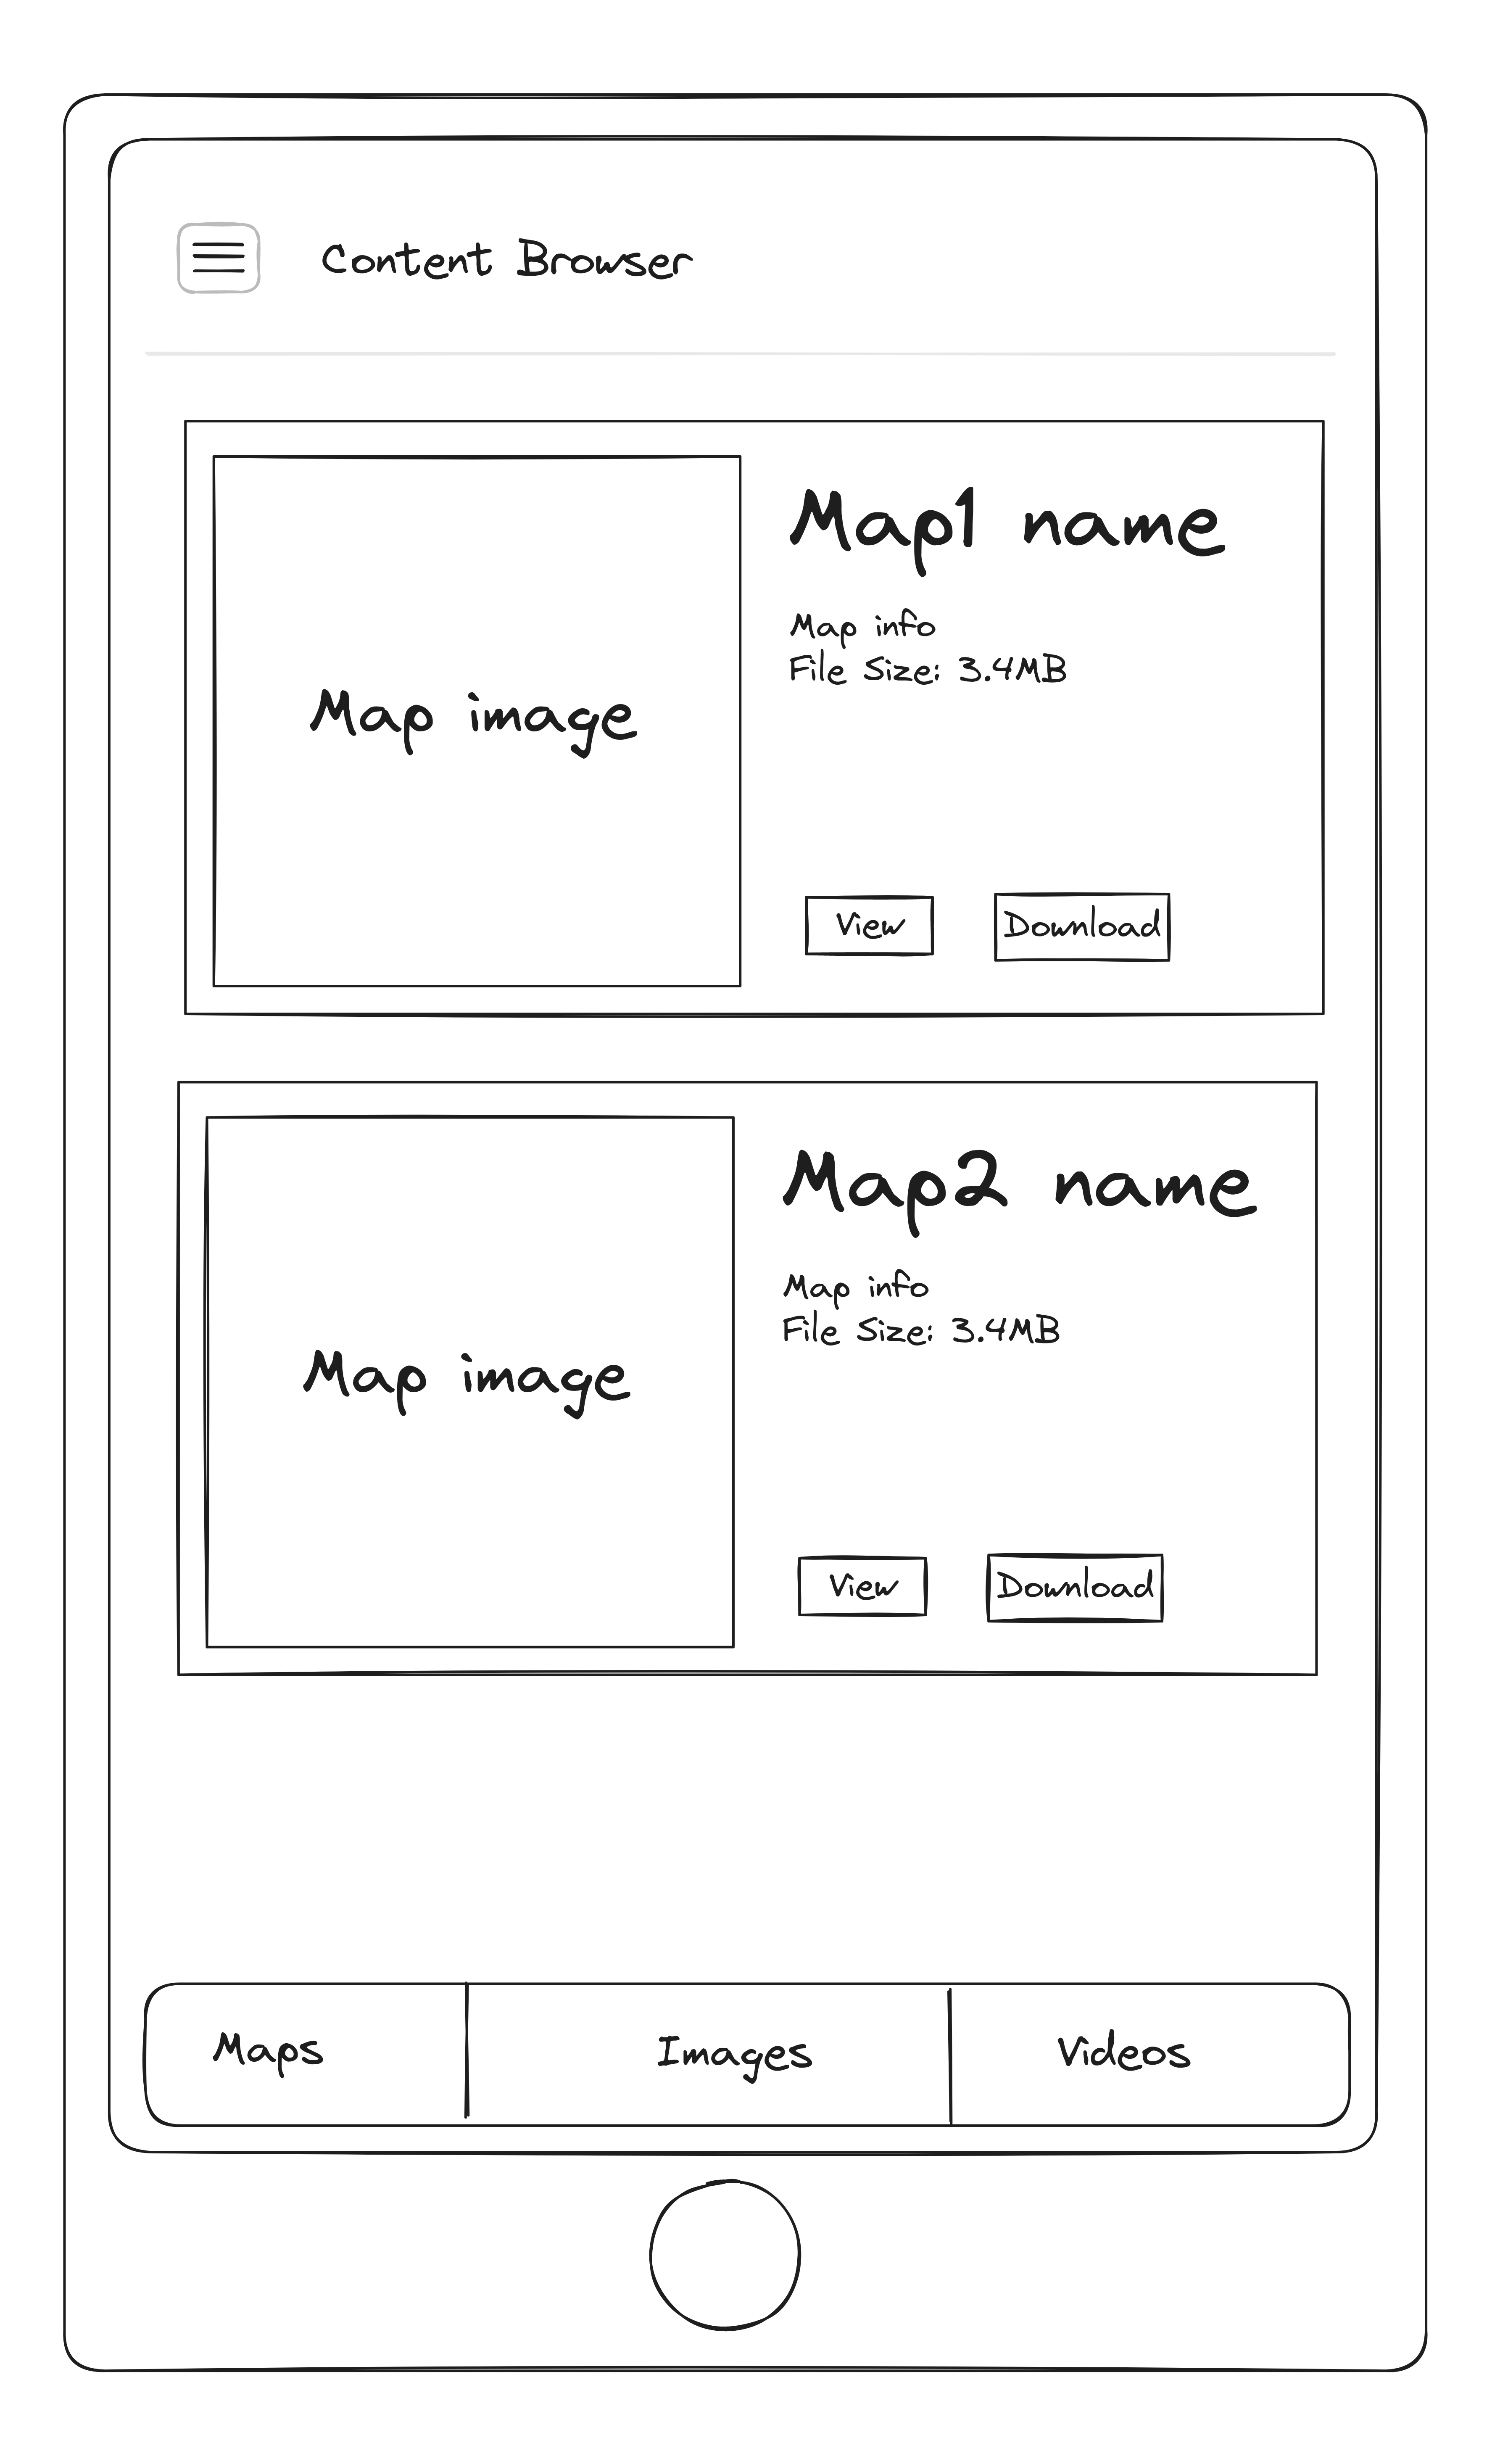 Content Browser
Map image
Map1 name
Map info
File Size: 3.4MB
View
Download
Map image
Map2 name
Map info
File Size: 3.4MB
View
Download
Maps
Images
Videos